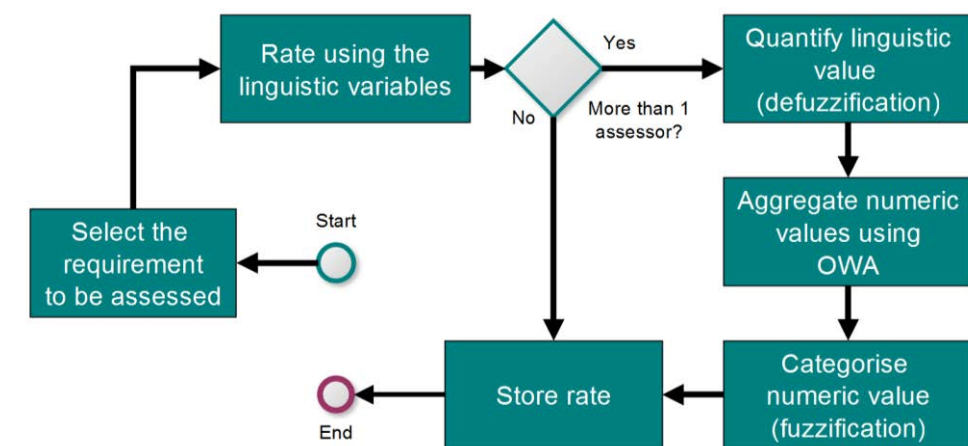 Rate using the
linguistic variables
Yes
No
More than 1
assessor?
Quantify linguistic
value
(defuzzification)
Select the
requirement
to be assessed
Start
Aggregate numeric
values using
OWA
Store rate
Categorise
numeric value
(fuzzification)
End